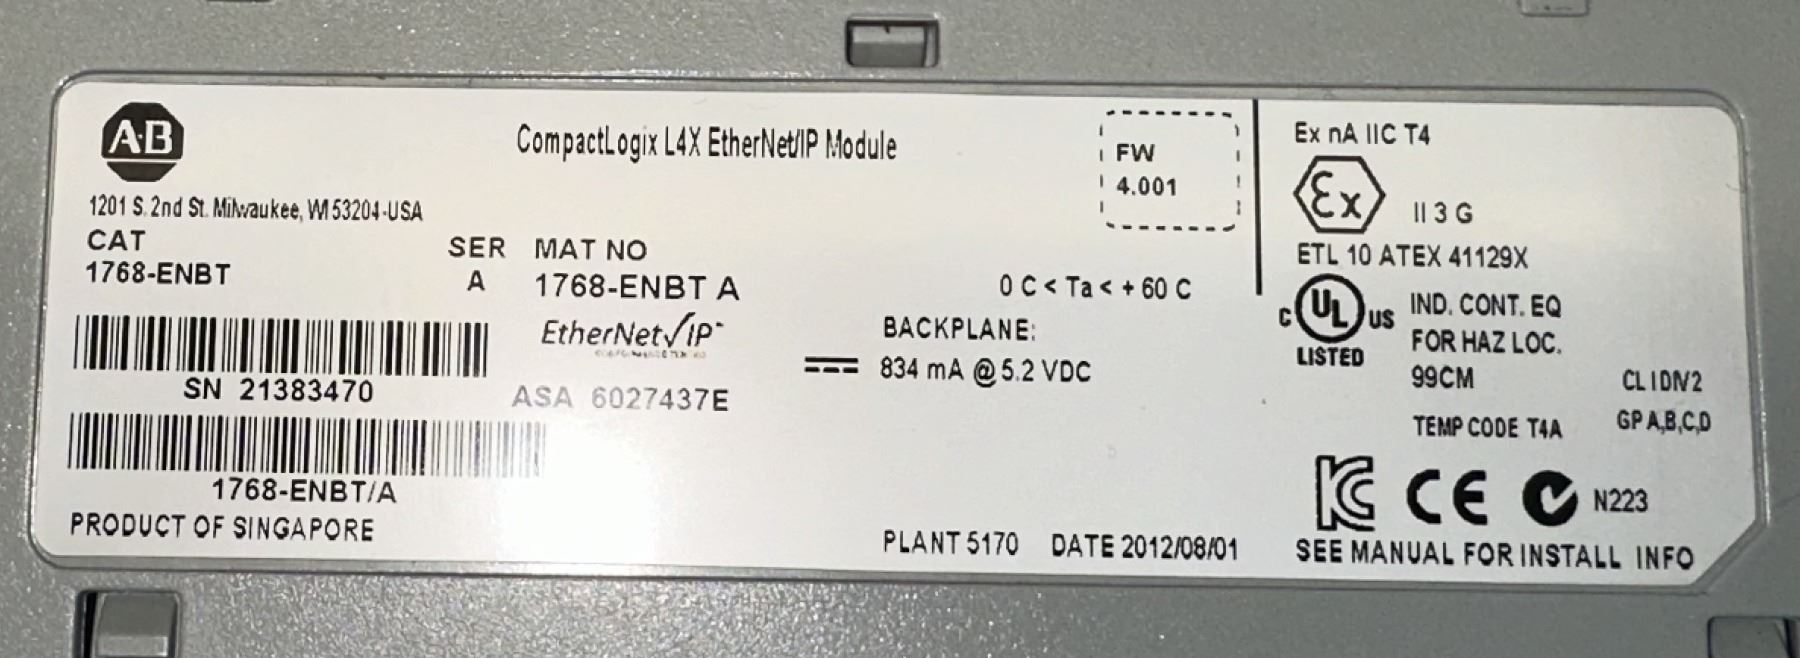 A·B
CompactLogix L4X EtherNet/IP Module
FW
4.001
1201 S. 2nd St. Milwaukee, WI 53204-USA
CAT
1768-ENBT
SER
A
MAT NO
1768-ENBT A
EtherNet/IP™
0 C < Ta < + 60 C
BACKPLANE:
834 mA @ 5.2 VDC
SN 21383470
ASA 6027437E
1768-ENBT/A
PRODUCT OF SINGAPORE
PLANT 5170 DATE 2012/08/01
Ex nA IIC T4
Ex II 3 G
ETL 10 ATEX 41129X
C UL US
LISTED
IND. CONT. EQ
FOR HAZ LOC.
99CM
CL I DIV 2
TEMP CODE T4A
GP A,B,C,D
KC CE N223
SEE MANUAL FOR INSTALL INFO